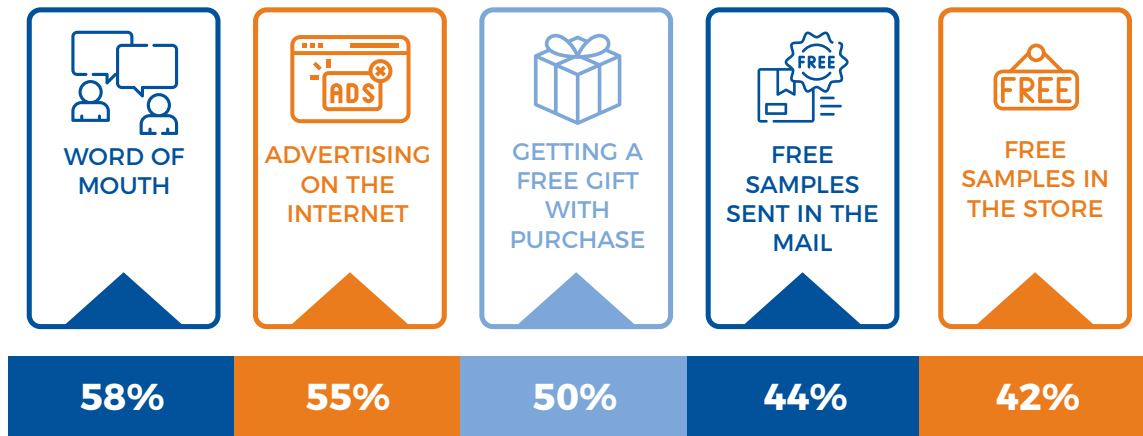 WORD OF
MOUTH
ADS
ADVERTISING
ON THE
INTERNET
GETTING A
FREE GIFT
WITH
PURCHASE
FREE
FREE
SAMPLES
SENT IN THE
MAIL
FREE
FREE
SAMPLES IN
THE STORE
58%
55%
50%
44%
42%